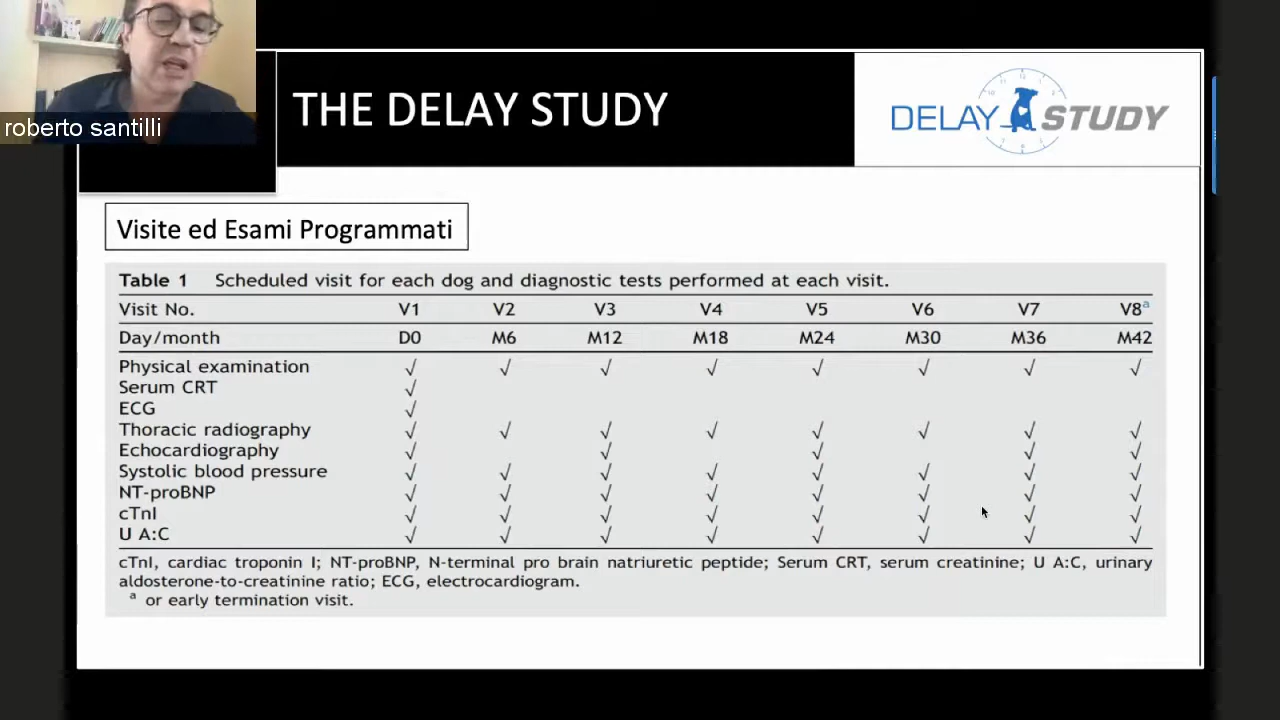 roberto santilli
THE DELAY STUDY
DELAY STUDY
Visite ed Esami Programmati
Table 1 Scheduled visit for each dog and diagnostic tests performed at each visit.
Visit No. V1 V2 V3 V4 V5 V6 V7 V8a
Day/month D0 M6 M12 M18 M24 M30 M36 M42
Physical examination √ √ √ √ √ √ √ √
Serum CRT √
ECG √
Thoracic radiography √ √ √ √ √ √ √ √
Echocardiography √ √ √ √ √
Systolic blood pressure √ √ √ √ √ √ √ √
NT-proBNP √ √ √ √ √ √ √ √
cTnI √ √ √ √ √ √ √ √
U A:C √ √ √ √ √ √ √ √
cTnI, cardiac troponin I; NT-proBNP, N-terminal pro brain natriuretic peptide; Serum CRT, serum creatinine; U A:C, urinary
aldosterone-to-creatinine ratio; ECG, electrocardiogram.
a or early termination visit.